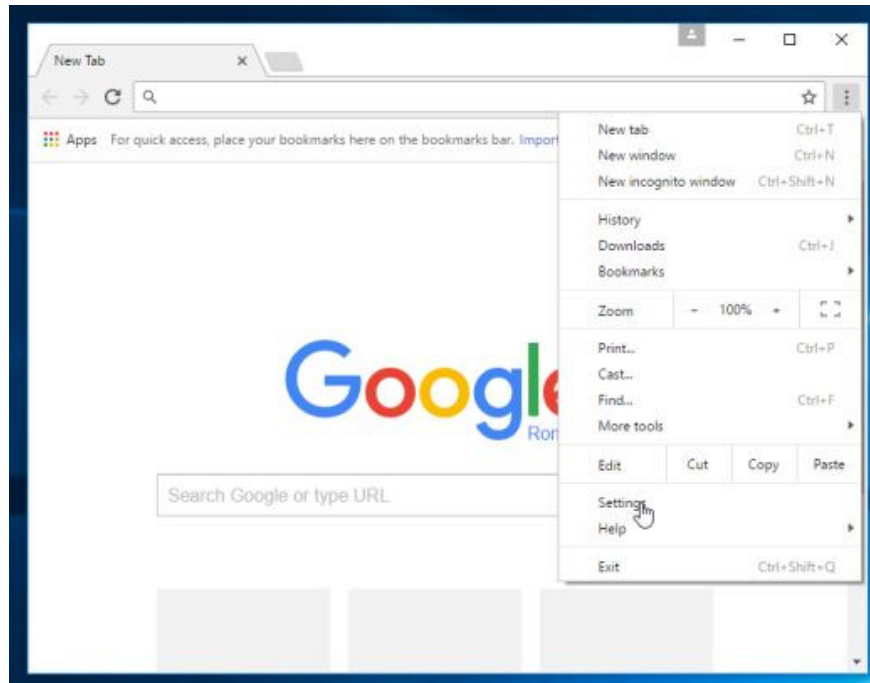 New Tab
Apps For quick access, place your bookmarks here on the bookmarks bar. Import
New tab Ctrl+T
New window Ctrl+N
New incognito window Ctrl+Shift+N
History
Downloads Ctrl+J
Bookmarks
Zoom - 100% +
Print... Ctrl+P
Cast...
Find... Ctrl+F
More tools
Edit Cut Copy Paste
Settings
Help
Exit Ctrl+Shift+Q
Google
Rom
Search Google or type URL